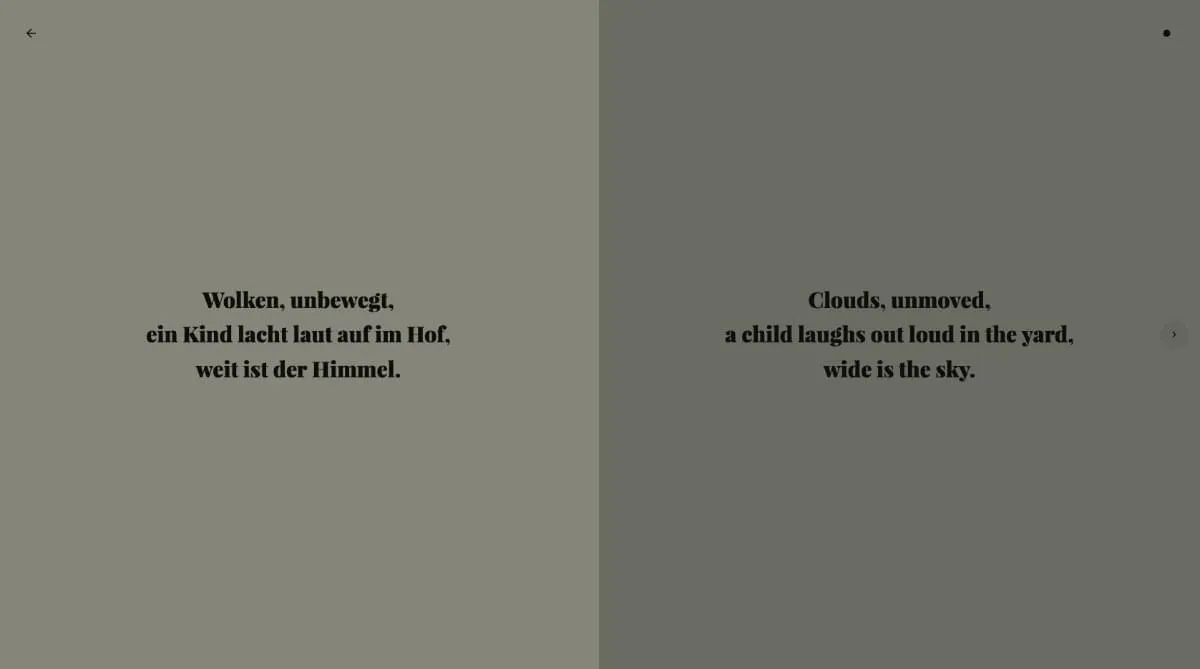 Wolken, unbewegt,
ein Kind lacht laut auf im Hof,
weit ist der Himmel.
Clouds, unmoved,
a child laughs out loud in the yard,
wide is the sky.